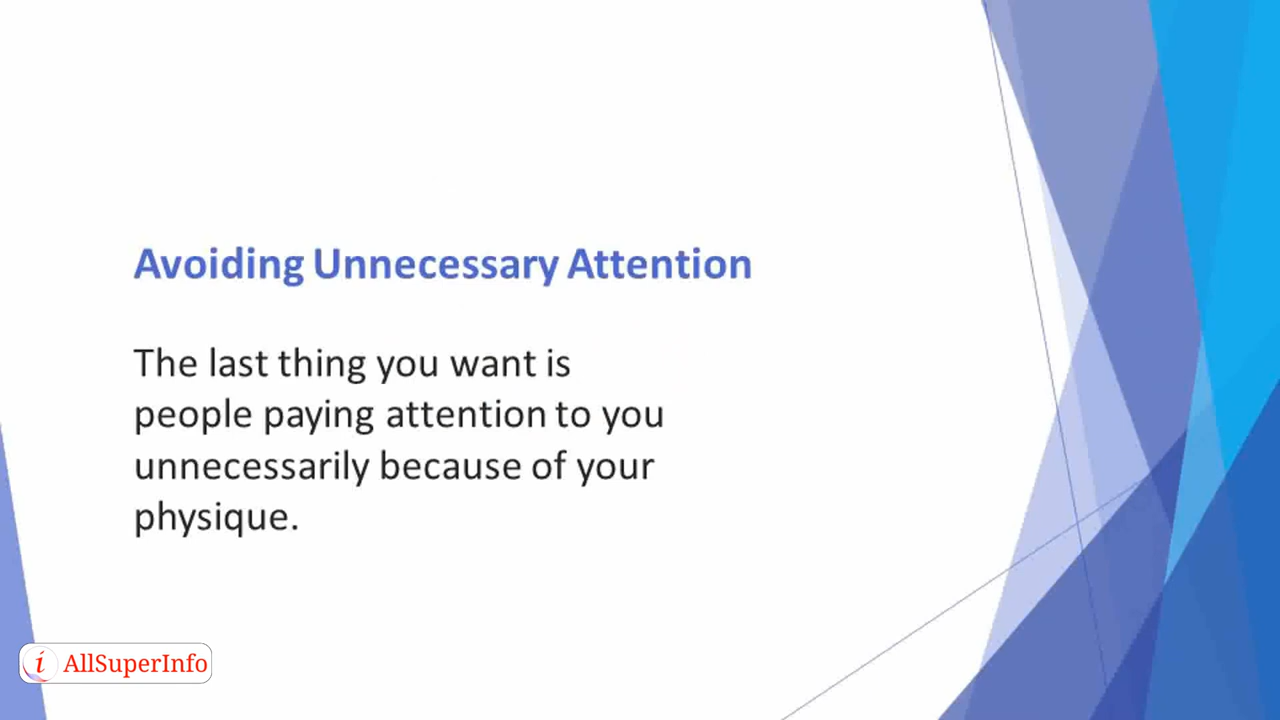 Avoiding Unnecessary Attention
The last thing you want is
people paying attention to you
unnecessarily because of your
physique.
i AllSuperInfo